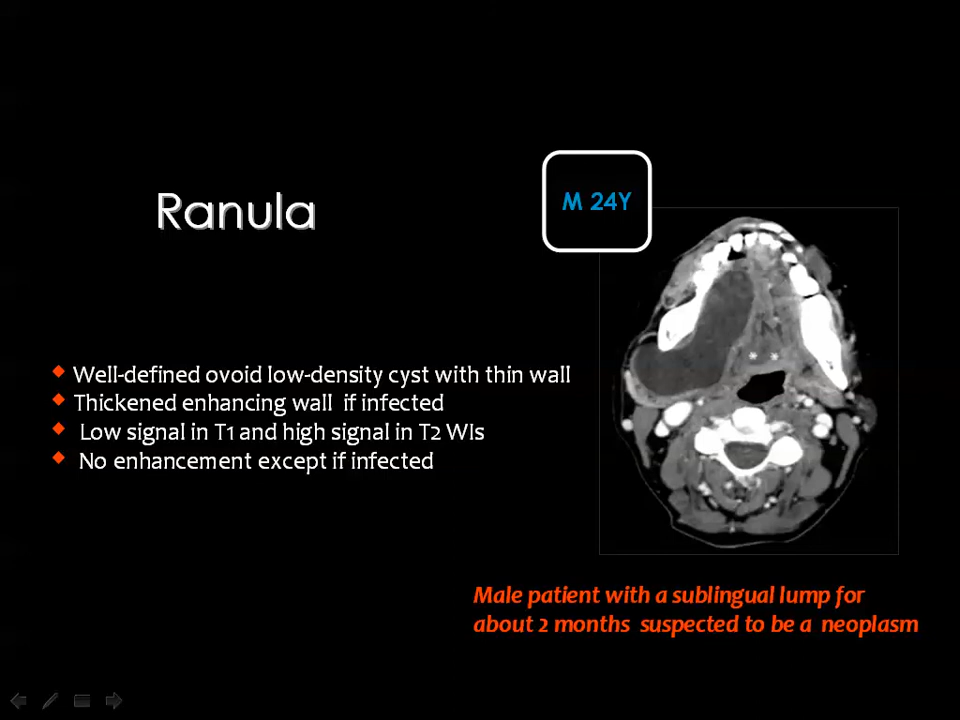 M 24Y
Ranula
Well-defined ovoid low-density cyst with thin wall
Thickened enhancing wall if infected
Low signal in T1 and high signal in T2 WIs
No enhancement except if infected
M
* *
Male patient with a sublingual lump for
about 2 months suspected to be a neoplasm